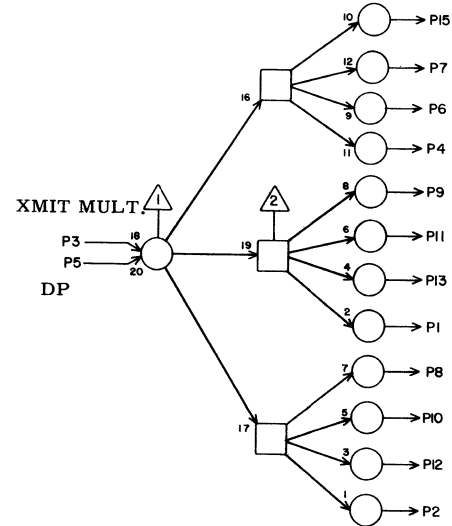 10 P15
12 P7
16 9 P6
11 P4
1 2 8 P9
XMIT MULT.
P3 18 19 6 P11
P5 20 4 P13
DP
2 P1
7 P8
17 5 P10
3 P12
1 P2